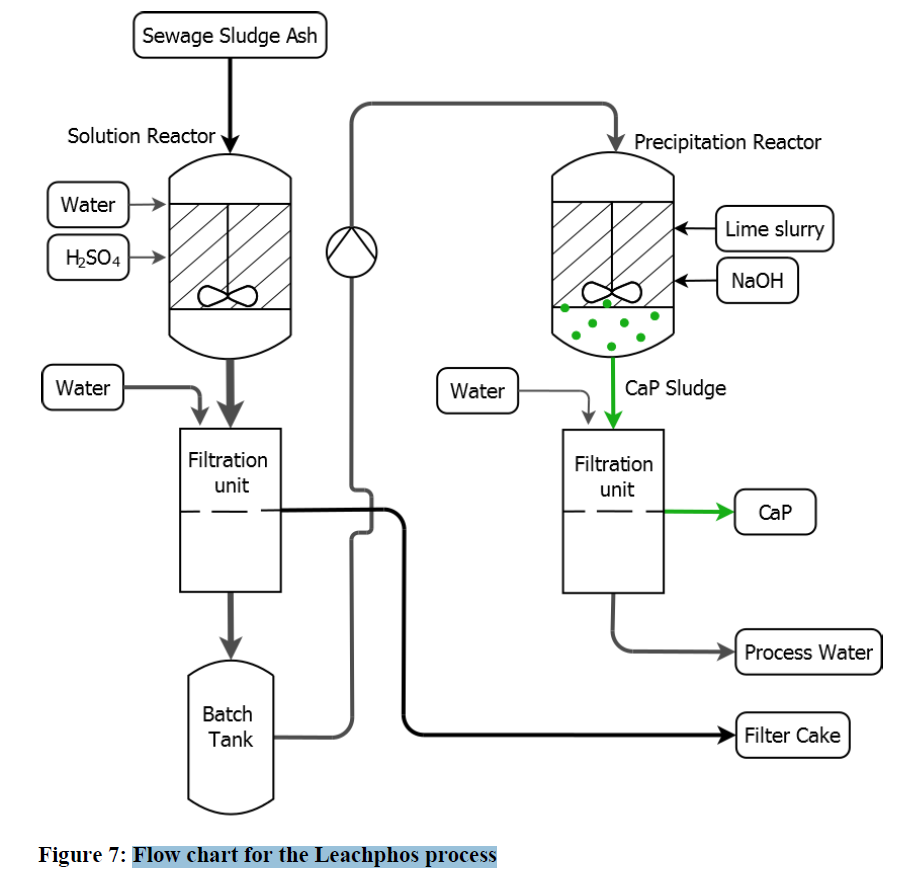 Sewage Sludge Ash
Solution Reactor
Precipitation Reactor
Water
H₂SO₄
Lime slurry
NaOH
Water
Water
CaP Sludge
Filtration
unit
Filtration
unit
CaP
Process Water
Batch
Tank
Filter Cake
Figure 7: Flow chart for the Leachphos process